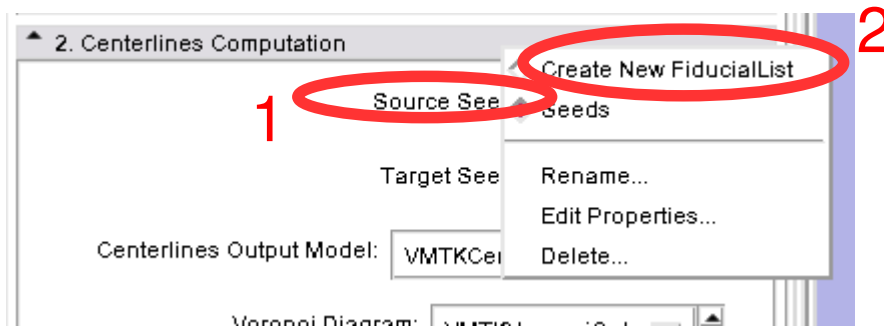 2
2. Centerlines Computation
Create New FiducialList
1
Source See
Seeds
Target See
Rename...
Edit Properties...
Centerlines Output Model:
VMTKCe
Delete...
Voronoi Diagram: